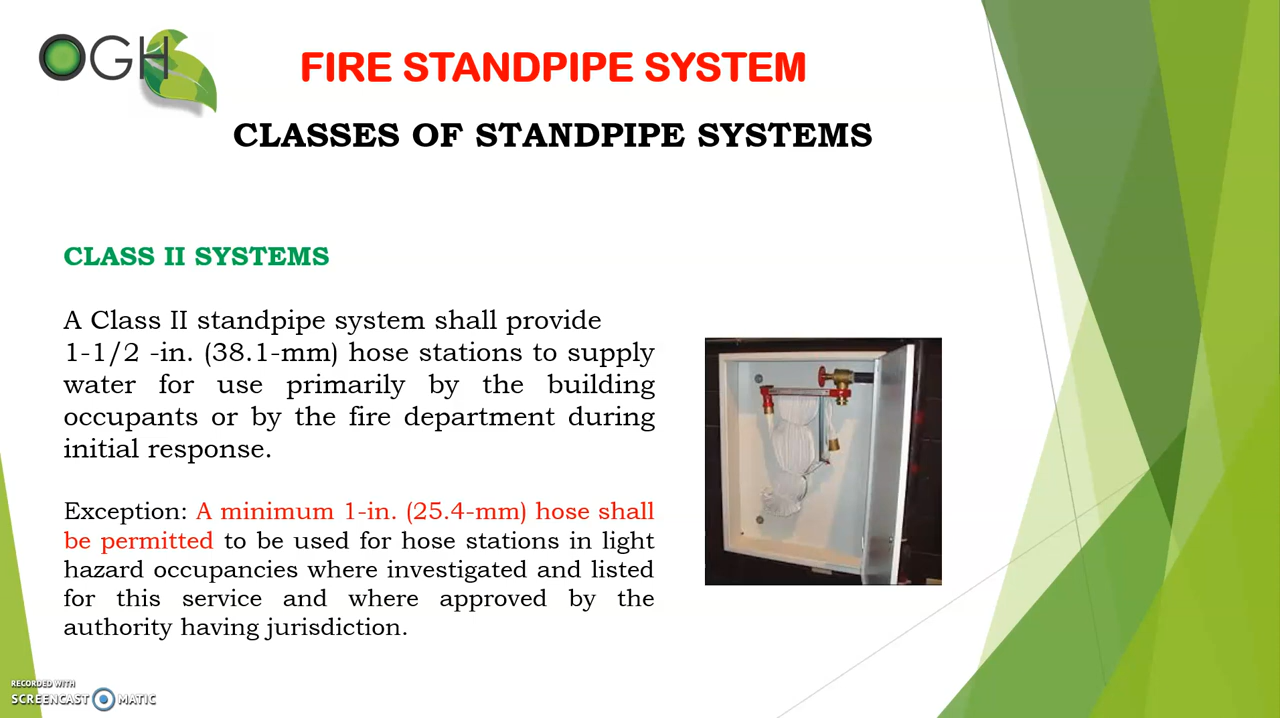 OGH
FIRE STANDPIPE SYSTEM
CLASSES OF STANDPIPE SYSTEMS
CLASS II SYSTEMS
A Class II standpipe system shall provide
1-1/2 -in. (38.1-mm) hose stations to supply
water for use primarily by the building
occupants or by the fire department during
initial response.
Exception: A minimum 1-in. (25.4-mm) hose shall
be permitted to be used for hose stations in light
hazard occupancies where investigated and listed
for this service and where approved by the
authority having jurisdiction.
RECORDED WITH
SCREENCAST MATIC